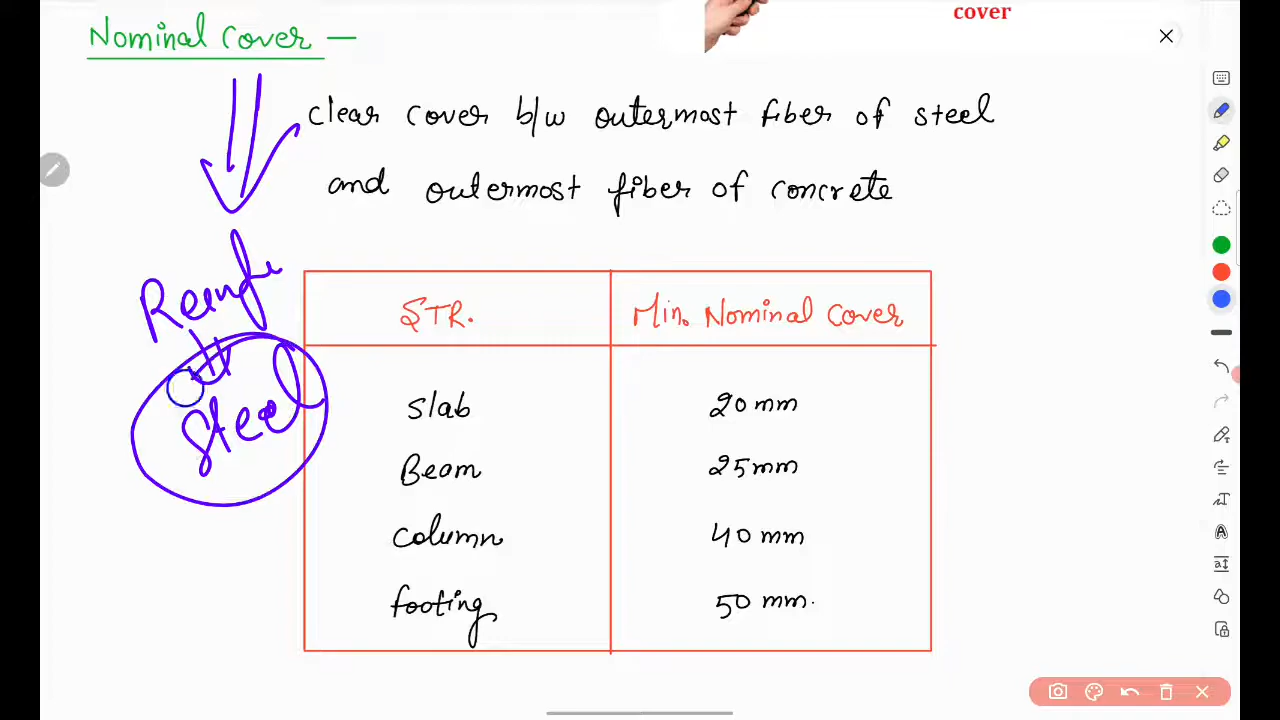 cover
Nominal Cover —
clear cover b/w outermost fiber of steel
and outermost fiber of concrete
STR. Min. Nominal Cover
Slab 20 mm
Beam 25 mm
column 40 mm
footing 50 mm.
Steel